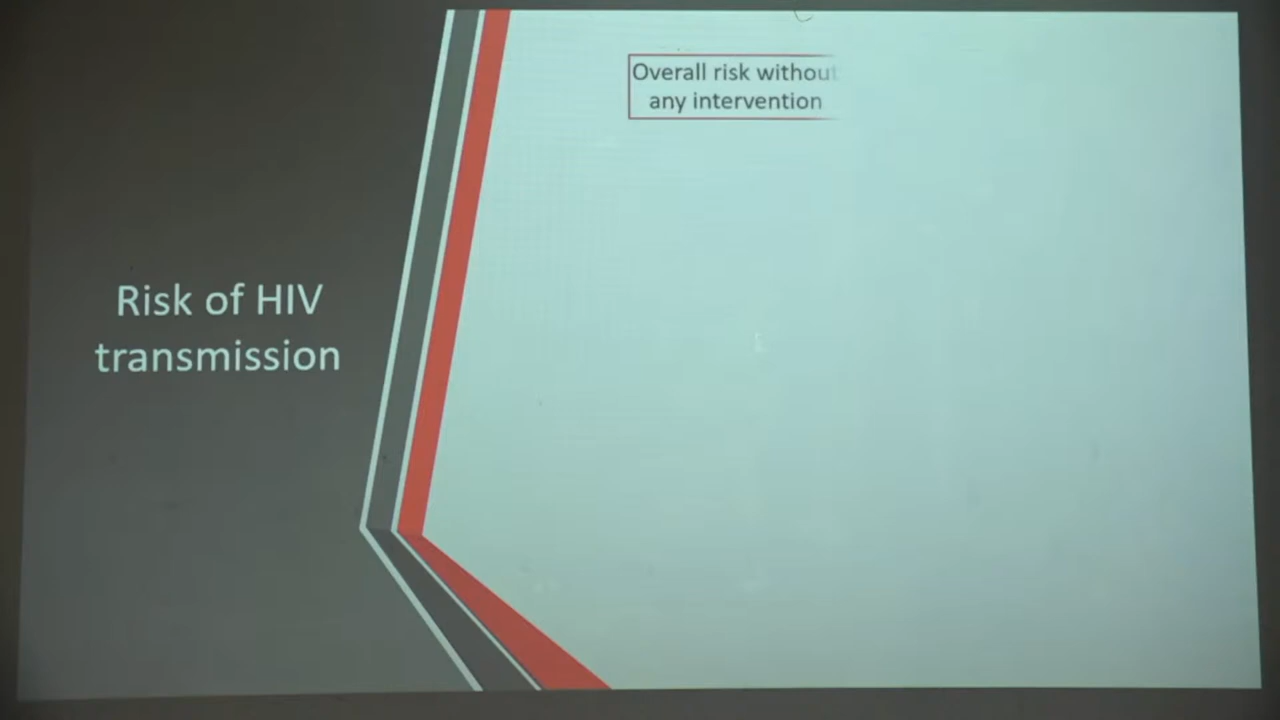 Risk of HIV
transmission
Overall risk without
any intervention